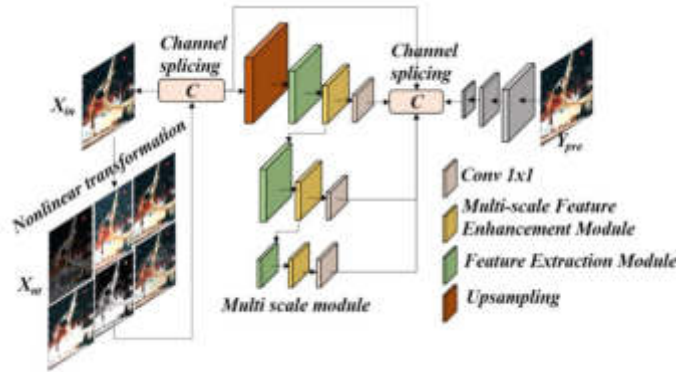 Channel
splicing
C
X_in
Nonlinear transformation
X_nt
Multi scale module
Channel
splicing
C
Y_pre
Conv 1x1
Multi-scale Feature
Enhancement Module
Feature Extraction Module
Upsampling